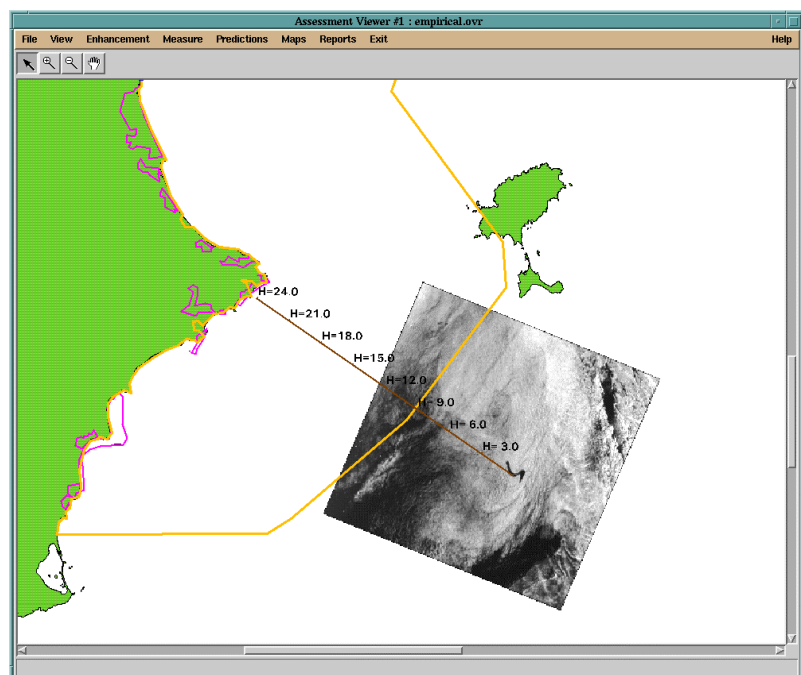 Assessment Viewer #1 : empirical.ovr
File View Enhancement Measure Predictions Maps Reports Exit Help
H=24.0
H=21.0
H=18.0
H=15.0
H=12.0
H= 9.0
H= 6.0
H= 3.0